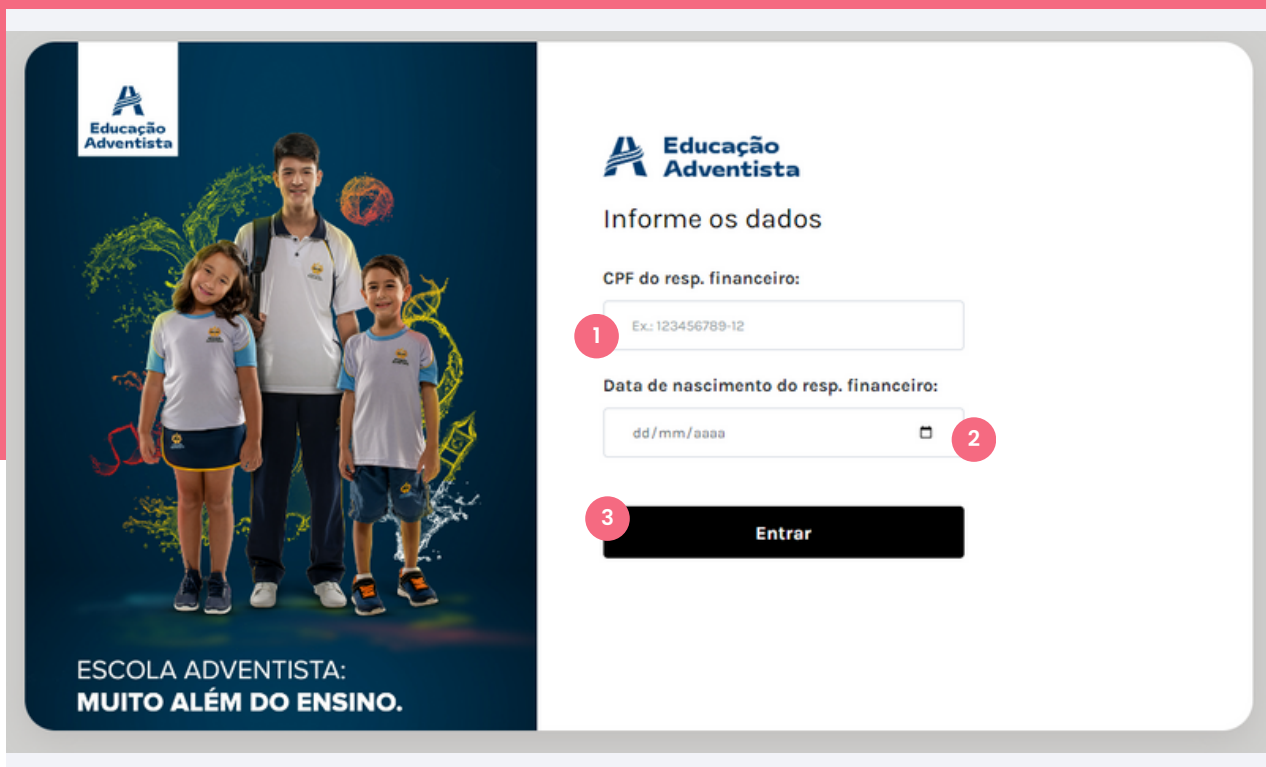 Educação
Adventista
ESCOLA ADVENTISTA:
MUITO ALÉM DO ENSINO.
Educação
Adventista
Informe os dados
CPF do resp. financeiro:
1
Ex.: 123456789-12
Data de nascimento do resp. financeiro:
dd/mm/aaaa
2
3
Entrar